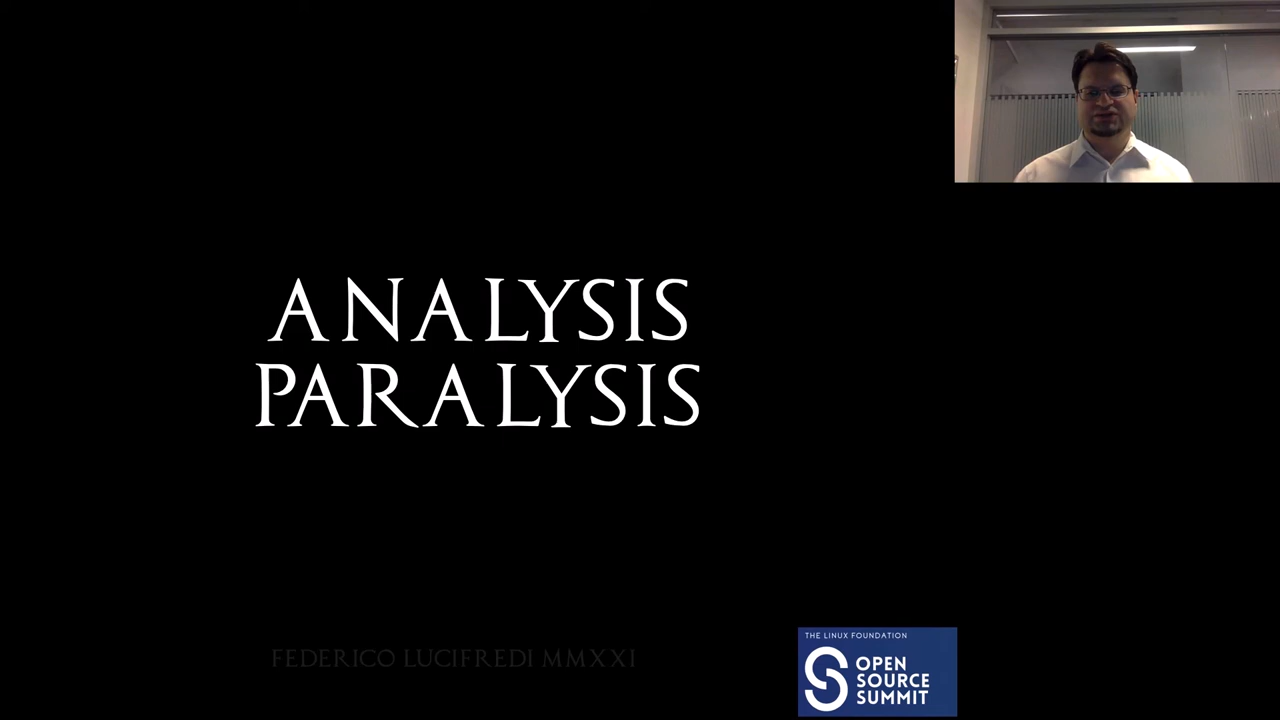 ANALYSIS
PARALYSIS
FEDERICO LUCIFREDI MMXXI
THE LINUX FOUNDATION
OPEN
SOURCE
SUMMIT